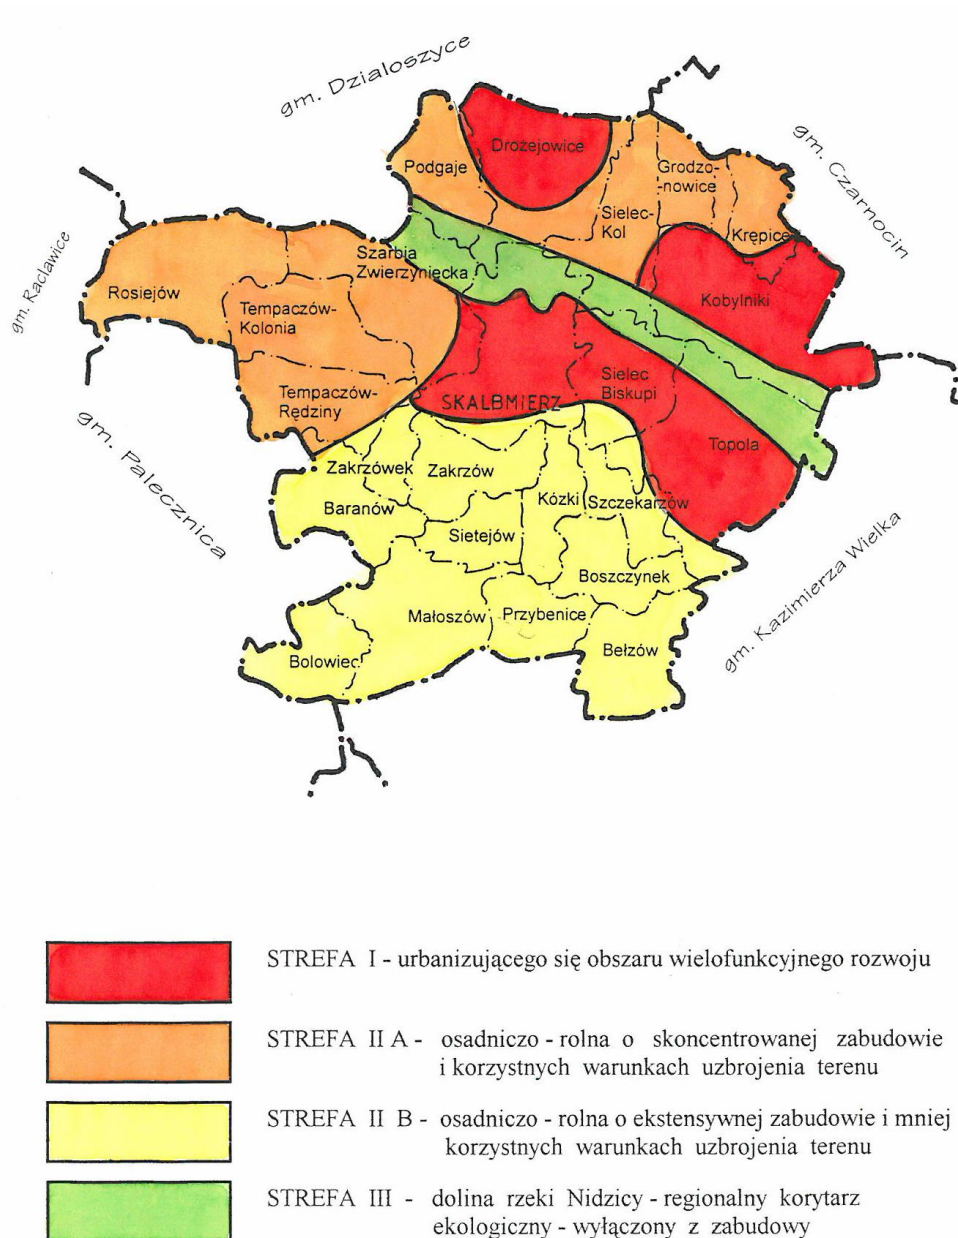 gm. Działoszyce
gm. Czarnocin
gm. Racławice
gm. Palecznica
gm. Kazimierza Wielka
Drożejowice
Podgaje
Grodzo-
-nowice
Sielec-
Kol
Krępice
Szarbia
Zwierzyniecka
Rosiejów
Kobylniki
Tempaczów-
Kolonia
Tempaczów-
Rędziny
Sielec
Biskupi
SKALBMIERZ
Topola
Zakrzówek
Zakrzów
Baranów
Kózki
Szczekarzów
Sietejów
Boszczynek
Małoszów
Przybenice
Bełzów
Bolowiec
STREFA I - urbanizującego się obszaru wielofunkcyjnego rozwoju
STREFA II A - osadniczo - rolna o skoncentrowanej zabudowie
i korzystnych warunkach uzbrojenia terenu
STREFA II B - osadniczo - rolna o ekstensywnej zabudowie i mniej
korzystnych warunkach uzbrojenia terenu
STREFA III - dolina rzeki Nidzicy - regionalny korytarz
ekologiczny - wyłączony z zabudowy